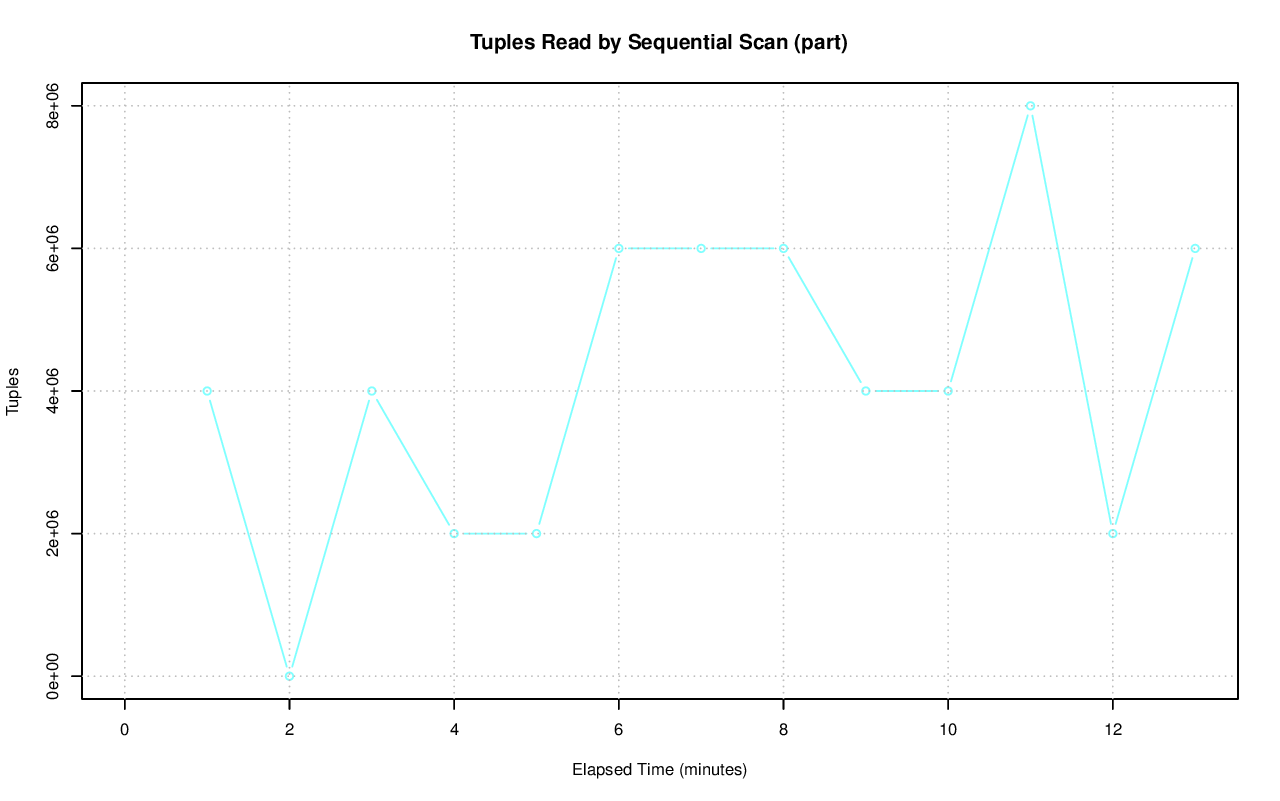 Tuples Read by Sequential Scan (part)
8e+06
6e+06
4e+06
2e+06
0e+00
Tuples
0 2 4 6 8 10 12
Elapsed Time (minutes)